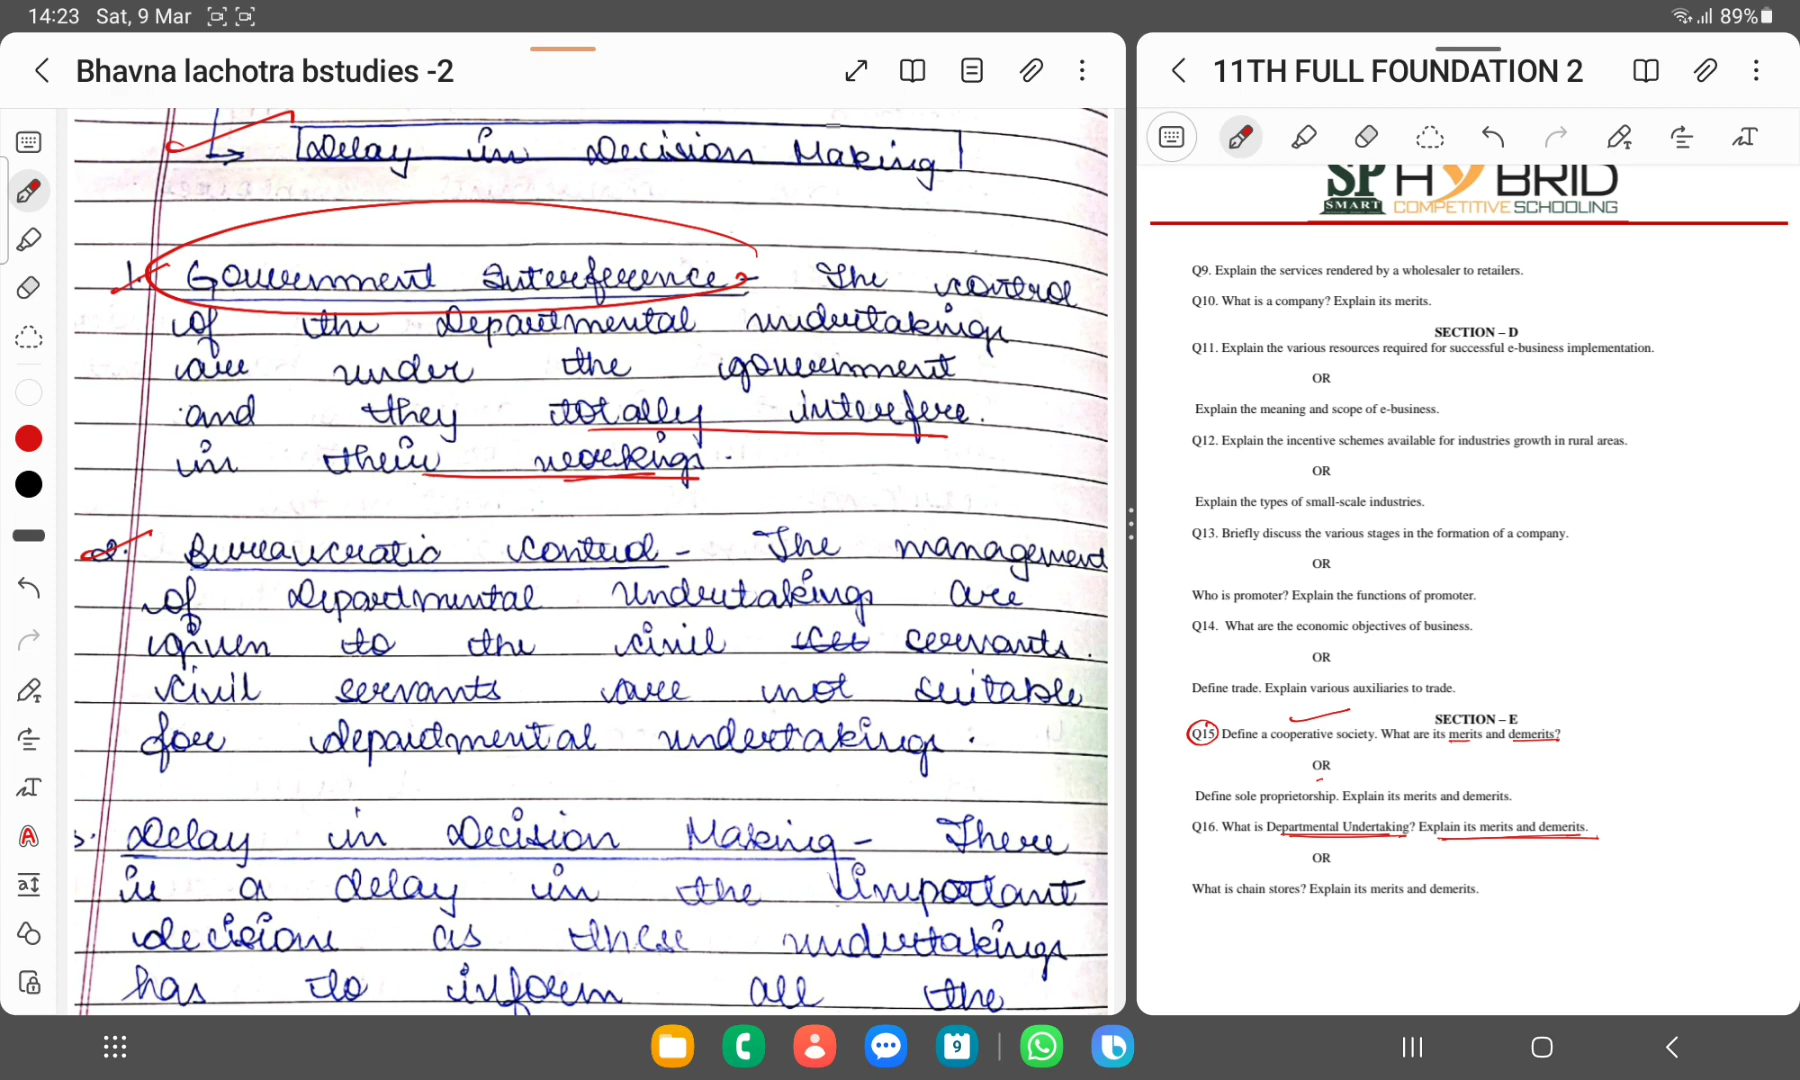 14:23 Sat, 9 Mar
89%
Bhavna lachotra bstudies -2
Delay in Decision Making
1. Government Interference - The control
of the Departmental undertakings
are under the government
and they totally interfere.
in their workings.
2. Bureaucratic Control - The management
of Departmental Undertakings are
given to the civil servants.
Civil servants are not suitable
for departmental undertakings.
3. Delay in Decision Making - There
is a delay in the important
decisions as these undertakings
has to inform all the
11TH FULL FOUNDATION 2
SP HYBRID
SMART COMPETITIVE SCHOOLING
Q9. Explain the services rendered by a wholesaler to retailers.
Q10. What is a company? Explain its merits.
SECTION – D
Q11. Explain the various resources required for successful e-business implementation.
OR
Explain the meaning and scope of e-business.
Q12. Explain the incentive schemes available for industries growth in rural areas.
OR
Explain the types of small-scale industries.
Q13. Briefly discuss the various stages in the formation of a company.
OR
Who is promoter? Explain the functions of promoter.
Q14. What are the economic objectives of business.
OR
Define trade. Explain various auxiliaries to trade.
SECTION – E
Q15 Define a cooperative society. What are its merits and demerits?
OR
Define sole proprietorship. Explain its merits and demerits.
Q16. What is Departmental Undertaking? Explain its merits and demerits.
OR
What is chain stores? Explain its merits and demerits.
9